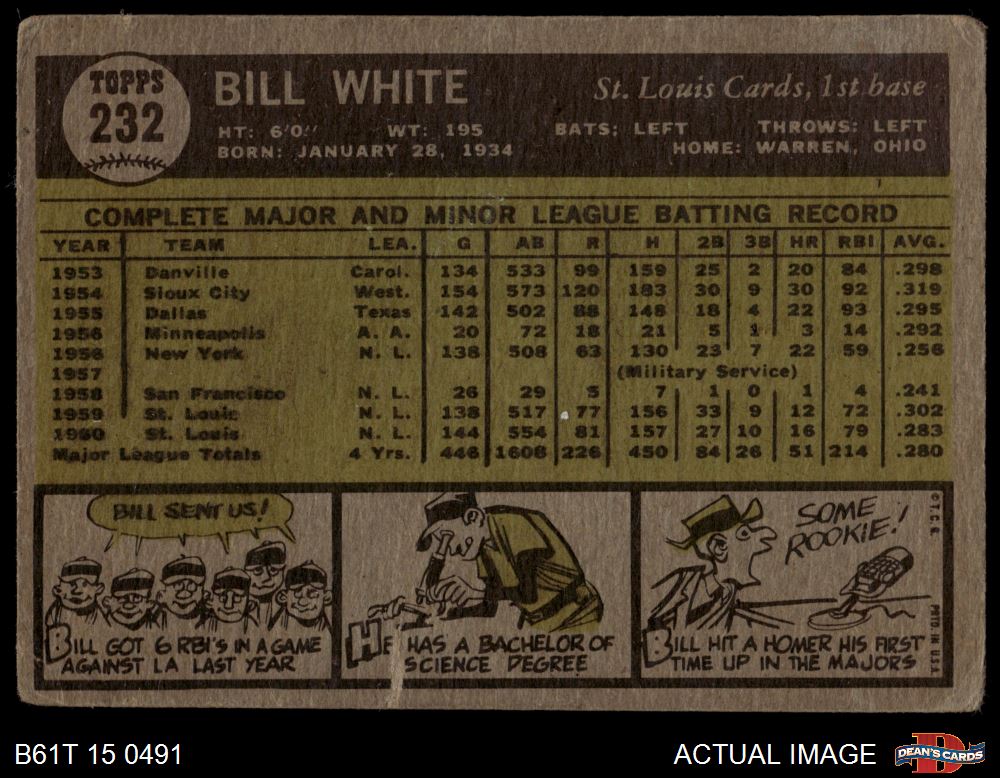 TOPPS
232
BILL WHITE
St. Louis Cards, 1st base
HT: 6'0" WT: 195 BATS: LEFT THROWS: LEFT
BORN: JANUARY 28, 1934 HOME: WARREN, OHIO
COMPLETE MAJOR AND MINOR LEAGUE BATTING RECORD
YEAR TEAM LEA. G AB R H 2B 3B HR RBI AVG.
1953 Danville Carol. 134 533 99 159 25 2 20 84 .298
1954 Sioux City West. 154 573 120 183 30 9 30 92 .319
1955 Dallas Texas 142 502 88 148 18 4 22 93 .295
1956 Minneapolis A. A. 20 72 18 21 5 1 3 14 .292
1956 New York N. L. 138 508 63 130 23 7 22 59 .256
1957 (Military Service)
1958 San Francisco N. L. 26 29 5 7 1 0 1 4 .241
1959 St. Louis N. L. 138 517 77 156 33 9 12 72 .302
1960 St. Louis N. L. 144 554 81 157 27 10 16 79 .283
Major League Totals 4 Yrs. 446 1608 226 450 84 26 51 214 .280
BILL SENT US!
BILL GOT 6 RBI'S IN A GAME
AGAINST LA LAST YEAR
HE HAS A BACHELOR OF
SCIENCE DEGREE
SOME
ROOKIE!
BILL HIT A HOMER HIS FIRST
TIME UP IN THE MAJORS
© T. C. G.
PRTD IN U.S.A.
B61T 15 0491
ACTUAL IMAGE
DEAN'S CARDS